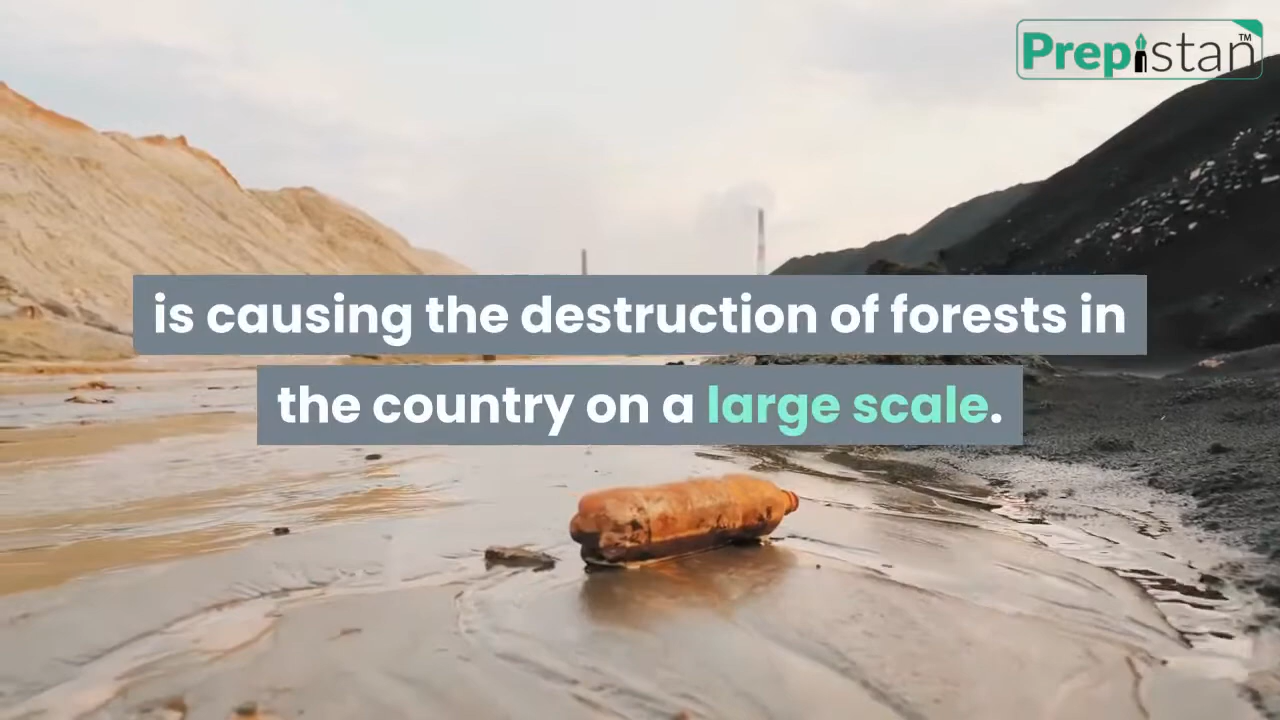 Prepistan™
is causing the destruction of forests in
the country on a large scale.